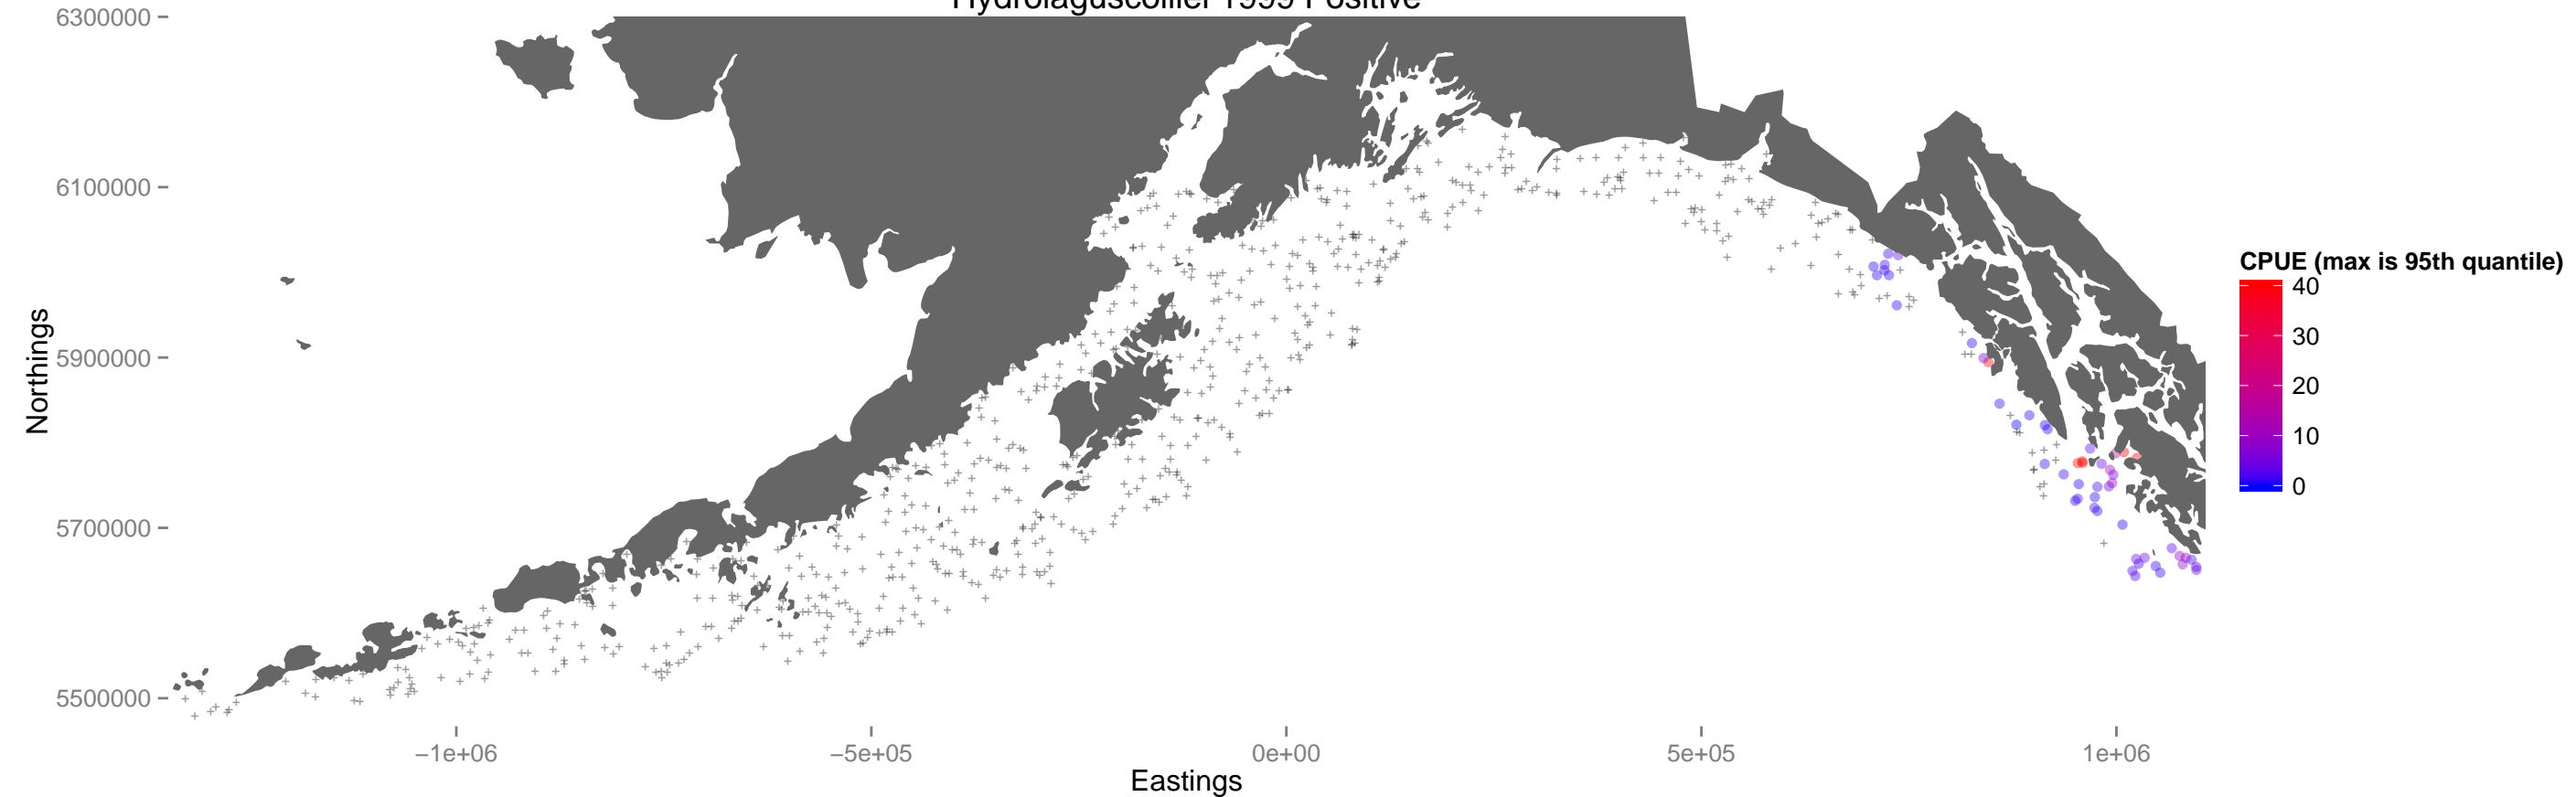 Hydrolaguscolliei 1999 Positive
6300000
6100000
5900000
5700000
5500000
Northings
−1e+06
−5e+05
0e+00
5e+05
1e+06
Eastings
CPUE (max is 95th quantile)
40
30
20
10
0